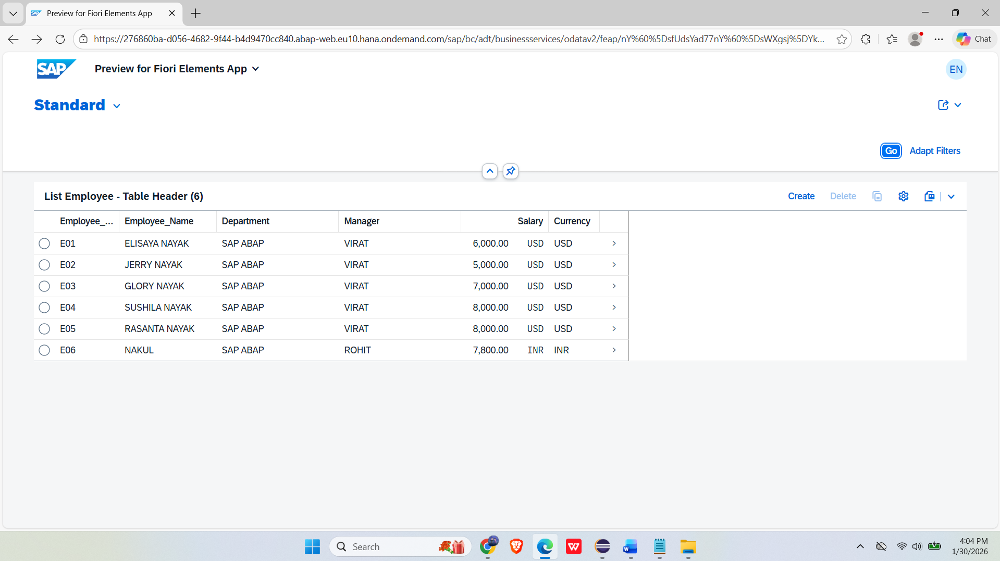 Preview for Fiori Elements App
https://276860ba-d056-4682-9f44-b4d9470cc840.abap-web.eu10.hana.ondemand.com/sap/bc/adt/businessservices/odatav2/feap/nY%60%5DsfUdsYad77nY%60%5DsWXgsj%5DYk...
Chat
SAP Preview for Fiori Elements App EN
Standard
Go Adapt Filters
List Employee - Table Header (6) Create Delete
Employee_... Employee_Name Department Manager Salary Currency
E01 ELISAYA NAYAK SAP ABAP VIRAT 6,000.00 USD USD
E02 JERRY NAYAK SAP ABAP VIRAT 5,000.00 USD USD
E03 GLORY NAYAK SAP ABAP VIRAT 7,000.00 USD USD
E04 SUSHILA NAYAK SAP ABAP VIRAT 8,000.00 USD USD
E05 RASANTA NAYAK SAP ABAP VIRAT 8,000.00 USD USD
E06 NAKUL SAP ABAP ROHIT 7,800.00 INR INR
Search
4:04 PM
1/30/2026